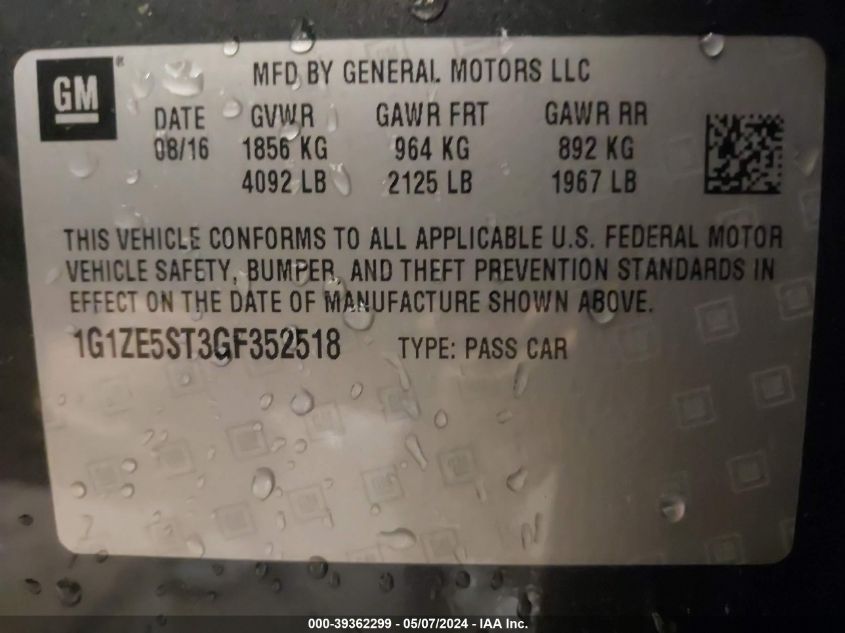 GM®
MFD BY GENERAL MOTORS LLC
DATE GVWR GAWR FRT GAWR RR
08/16 1856 KG 964 KG 892 KG
4092 LB 2125 LB 1967 LB
THIS VEHICLE CONFORMS TO ALL APPLICABLE U.S. FEDERAL MOTOR
VEHICLE SAFETY, BUMPER, AND THEFT PREVENTION STANDARDS IN
EFFECT ON THE DATE OF MANUFACTURE SHOWN ABOVE.
1G1ZE5ST3GF352518 TYPE: PASS CAR
000-39362299 - 05/07/2024 - IAA Inc.